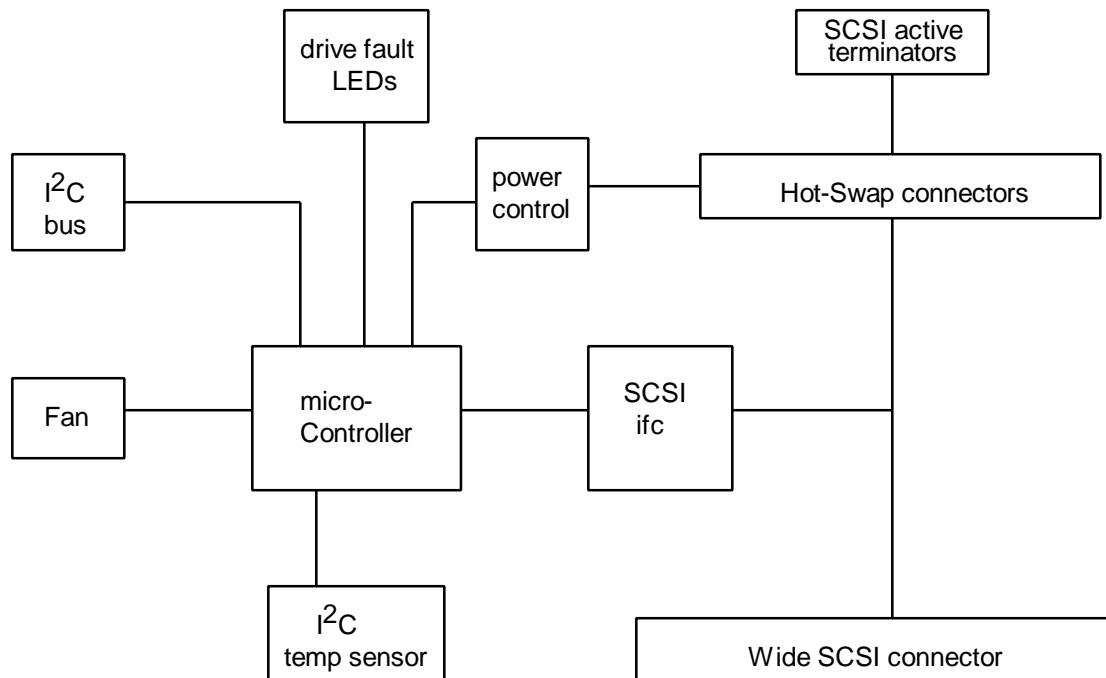 drive fault
LEDs
SCSI active
terminators
I²C
bus
power
control
Hot-Swap connectors
Fan
micro-
Controller
SCSI
ifc
I²C
temp sensor
Wide SCSI connector